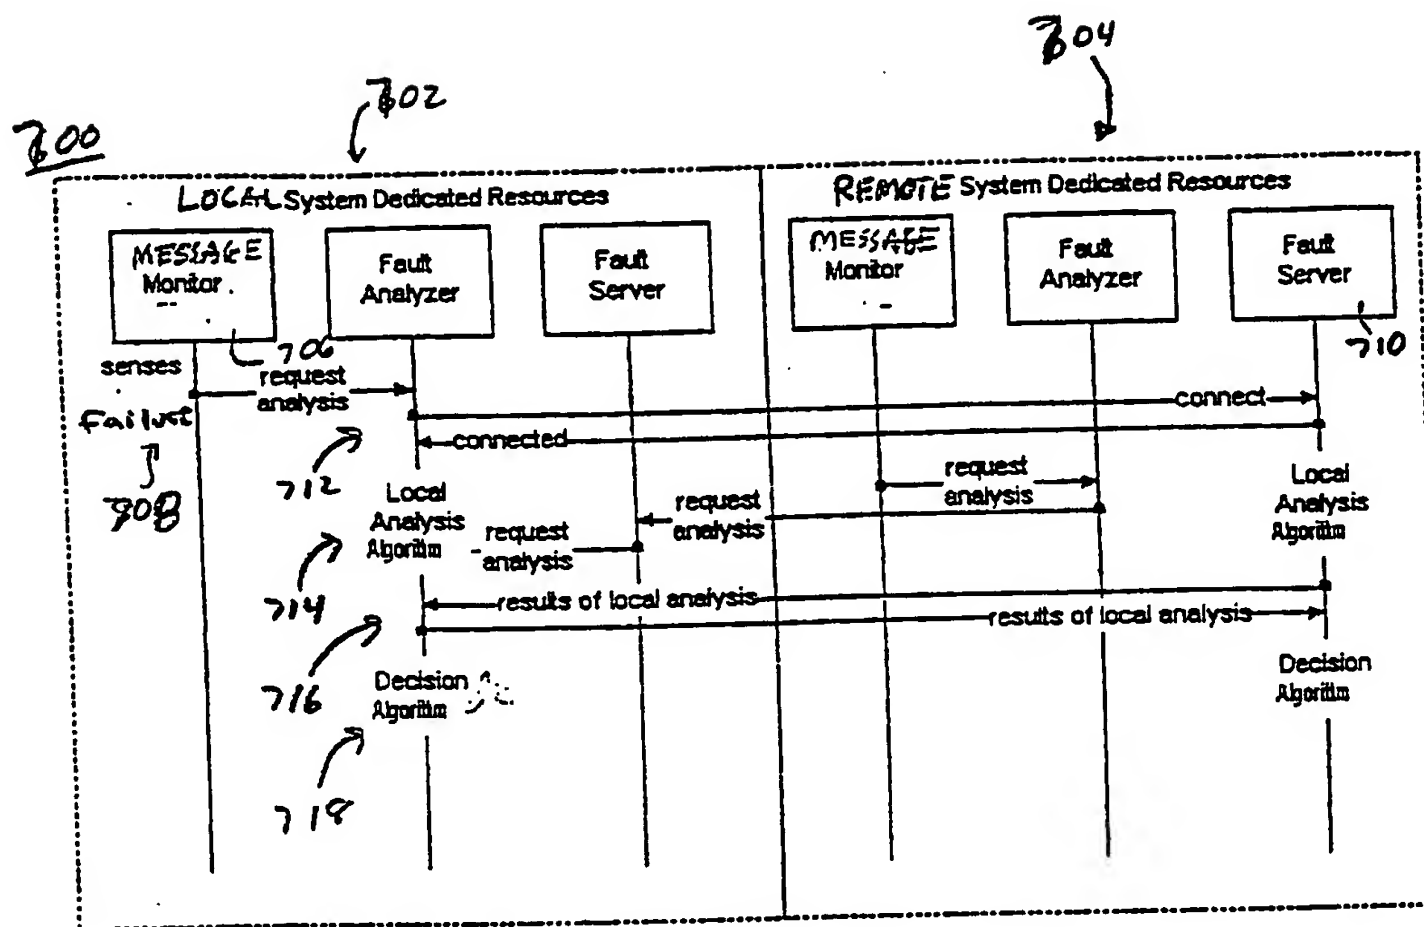 700
702
704
LOCAL System Dedicated Resources
REMOTE System Dedicated Resources
MESSAGE
Monitor
Fault
Analyzer
Fault
Server
MESSAGE
Monitor
Fault
Analyzer
Fault
Server
706
710
senses
Failust
708
request
analysis
connect
connected
712
Local
Analysis
Algorithm
request
analysis
request
analysis
request
analysis
Local
Analysis
Algorithm
714
results of local analysis
results of local analysis
716
Decision
Algorithm
Decision
Algorithm
718